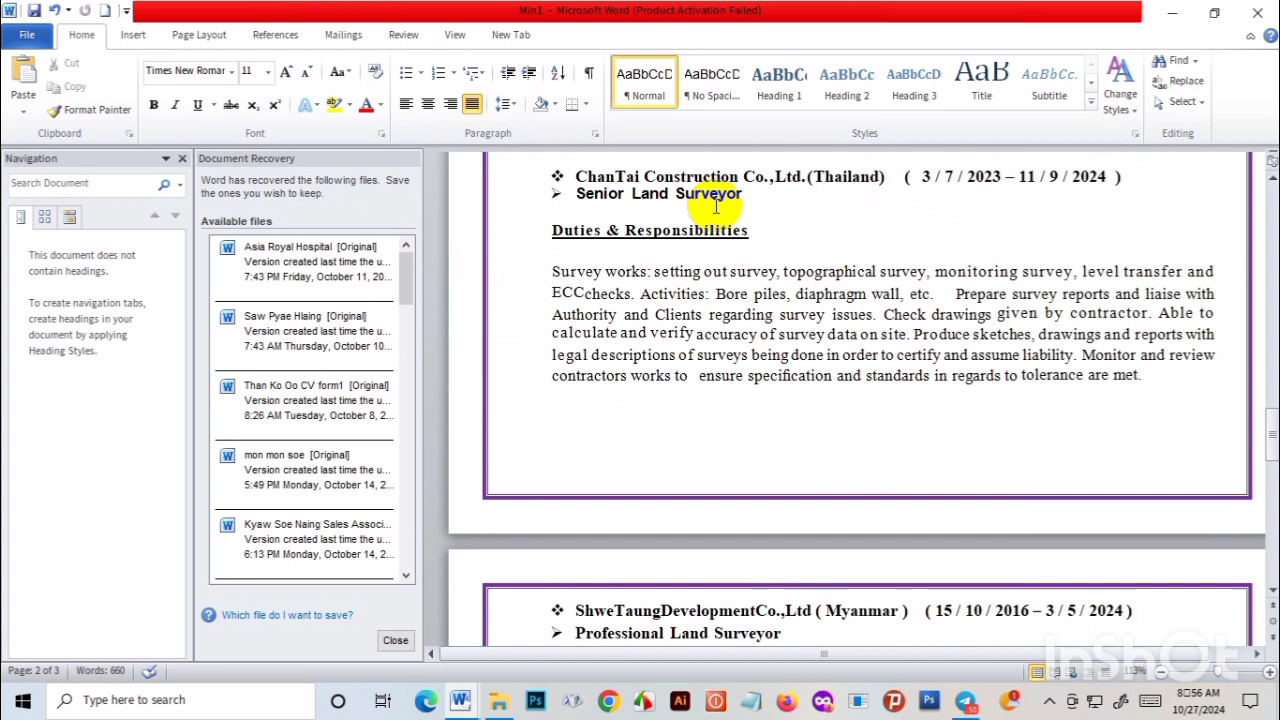 Min1 - Microsoft Word (Product Activation Failed)
File Home Insert Page Layout References Mailings Review View New Tab
Cut
Copy
Format Painter
Paste
Clipboard
Times New Romar 11
Font
Paragraph
AaBbCcD AaBbCcD AaBbCc AaBbCc AaBbCcD AaB AaBbCc.
¶ Normal ¶ No Spaci... Heading 1 Heading 2 Heading 3 Title Subtitle
Change Styles
Styles
Find
Replace
Select
Editing
Navigation
Search Document
This document does not contain headings.
To create navigation tabs, create headings in your document by applying Heading Styles.
Document Recovery
Word has recovered the following files. Save the ones you wish to keep.
Available files
Asia Royal Hospital [Original]
Version created last time the u...
7:43 PM Friday, October 11, 20...
Saw Pyae Hlaing [Original]
Version created last time the u...
7:43 AM Thursday, October 10...
Than Ko Oo CV form1 [Original]
Version created last time the u...
8:26 AM Tuesday, October 8, 2...
mon mon soe [Original]
Version created last time the u...
5:49 PM Monday, October 14, 2...
Kyaw Soe Naing Sales Associ...
Version created last time the u...
6:13 PM Monday, October 14, 2...
Which file do I want to save?
Close
❖ ChanTai Construction Co.,Ltd.(Thailand) ( 3 / 7 / 2023 – 11 / 9 / 2024 )
➢ Senior Land Surveyor
Duties & Responsibilities
Survey works: setting out survey, topographical survey, monitoring survey, level transfer and
ECCchecks. Activities: Bore piles, diaphragm wall, etc. Prepare survey reports and liaise with
Authority and Clients regarding survey issues. Check drawings given by contractor. Able to
calculate and verify accuracy of survey data on site. Produce sketches, drawings and reports with
legal descriptions of surveys being done in order to certify and assume liability. Monitor and review
contractors works to ensure specification and standards in regards to tolerance are met.
❖ ShweTaungDevelopmentCo.,Ltd ( Myanmar ) ( 15 / 10 / 2016 – 3 / 5 / 2024 )
➢ Professional Land Surveyor
InShOt
Page: 2 of 3 Words: 660
113%
Type here to search
8:56 AM
10/27/2024